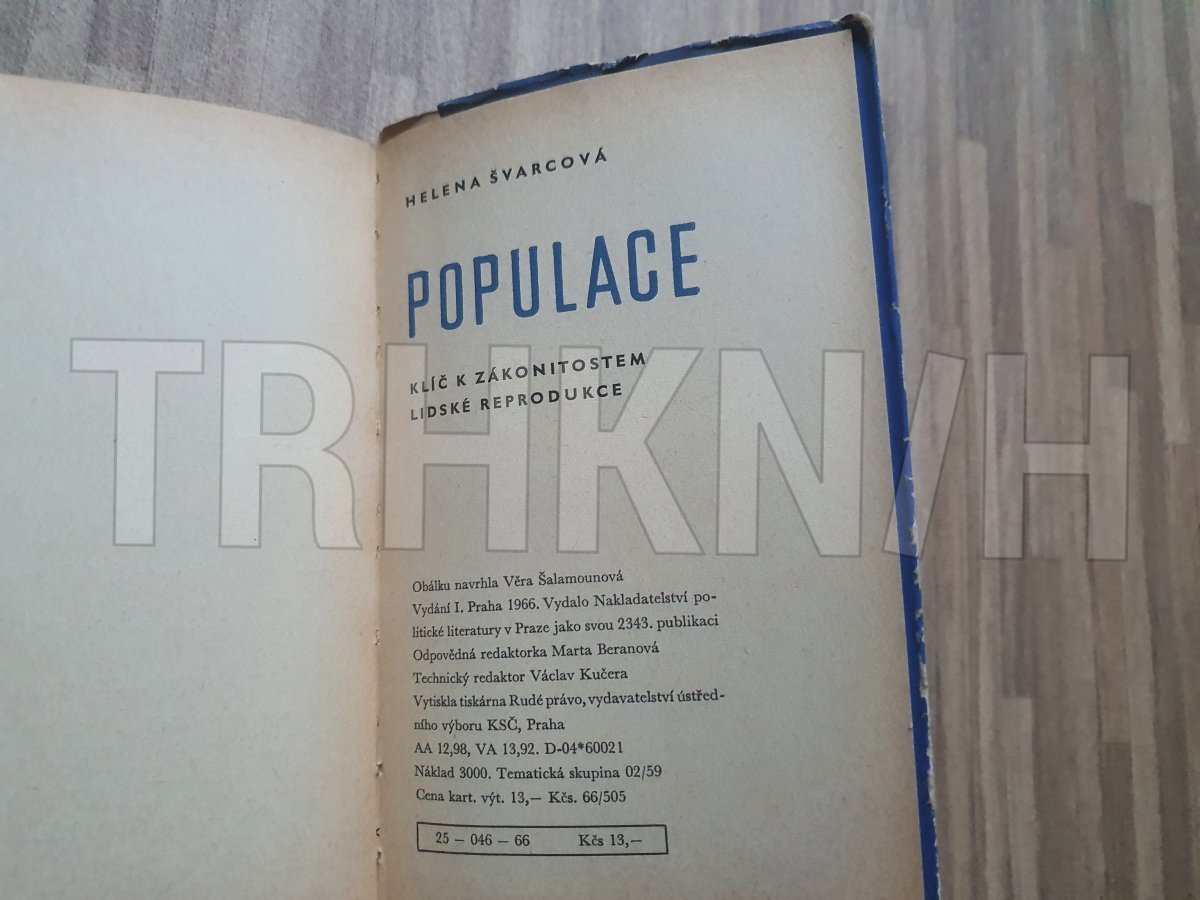 HELENA ŠVARCOVÁ
POPULACE
KLÍČ K ZÁKONITOSTEM
LIDSKÉ REPRODUKCE
TRHKNIH
Obálku navrhla Věra Šalamounová
Vydání I. Praha 1966. Vydalo Nakladatelství po-
litické literatury v Praze jako svou 2343. publikaci
Odpovědná redaktorka Marta Beranová
Technický redaktor Václav Kučera
Vytiskla tiskárna Rudé právo, vydavatelství ústřed-
ního výboru KSČ, Praha
AA 12,98, VA 13,92. D-04*60021
Náklad 3000. Tematická skupina 02/59
Cena kart. výt. 13,— Kčs. 66/505
25 — 046 — 66 Kčs 13,—